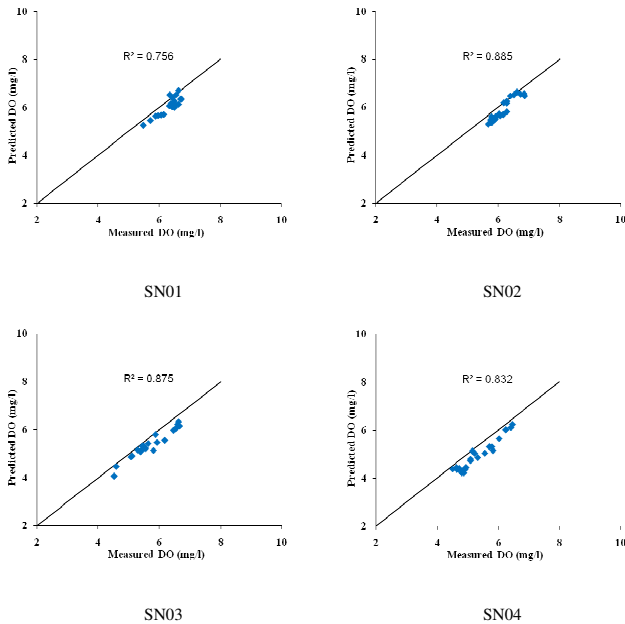 10
8
6
4
2
2 4 6 8 10
Predicted DO (mg/l)
Measured DO (mg/l)
R² = 0.756
SN01
10
8
6
4
2
2 4 6 8 10
Predicted DO (mg/l)
Measured DO (mg/l)
R² = 0.885
SN02
10
8
6
4
2
2 4 6 8 10
Predicted DO (mg/l)
Measured DO (mg/l)
R² = 0.875
SN03
10
8
6
4
2
2 4 6 8 10
Predicted DO (mg/l)
Measured DO (mg/l)
R² = 0.832
SN04